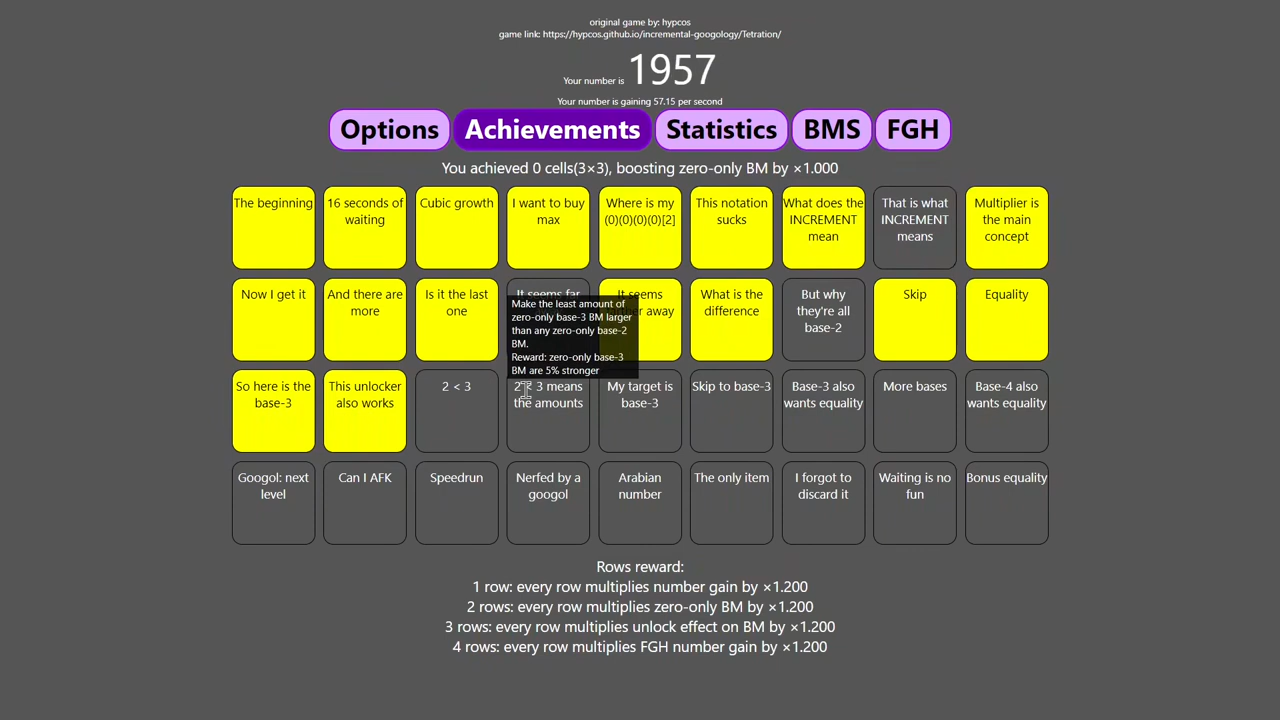 original game by: hypcos
game link: https://hypcos.github.io/incremental-googology/Tetration/
Your number is 1957
Your number is gaining 57.15 per second
Options Achievements Statistics BMS FGH
You achieved 0 cells(3×3), boosting zero-only BM by ×1.000
The beginning
16 seconds of
waiting
Cubic growth
I want to buy
max
Where is my
(0)(0)(0)(0)[2]
This notation
sucks
What does the
INCREMENT
mean
That is what
INCREMENT
means
Multiplier is
the main
concept
Now I get it
And there are
more
Is it the last
one
It seems far
It seems
away
What is the
difference
But why
they're all
base-2
Skip
Equality
Make the least amount of
zero-only base-3 BM larger
than any zero-only base-2
BM.
Reward: zero-only base-3
BM are 5% stronger
So here is the
base-3
This unlocker
also works
2 < 3
3 means
the amounts
My target is
base-3
Skip to base-3
Base-3 also
wants equality
More bases
Base-4 also
wants equality
Googol: next
level
Can I AFK
Speedrun
Nerfed by a
googol
Arabian
number
The only item
I forgot to
discard it
Waiting is no
fun
Bonus equality
Rows reward:
1 row: every row multiplies number gain by ×1.200
2 rows: every row multiplies zero-only BM by ×1.200
3 rows: every row multiplies unlock effect on BM by ×1.200
4 rows: every row multiplies FGH number gain by ×1.200